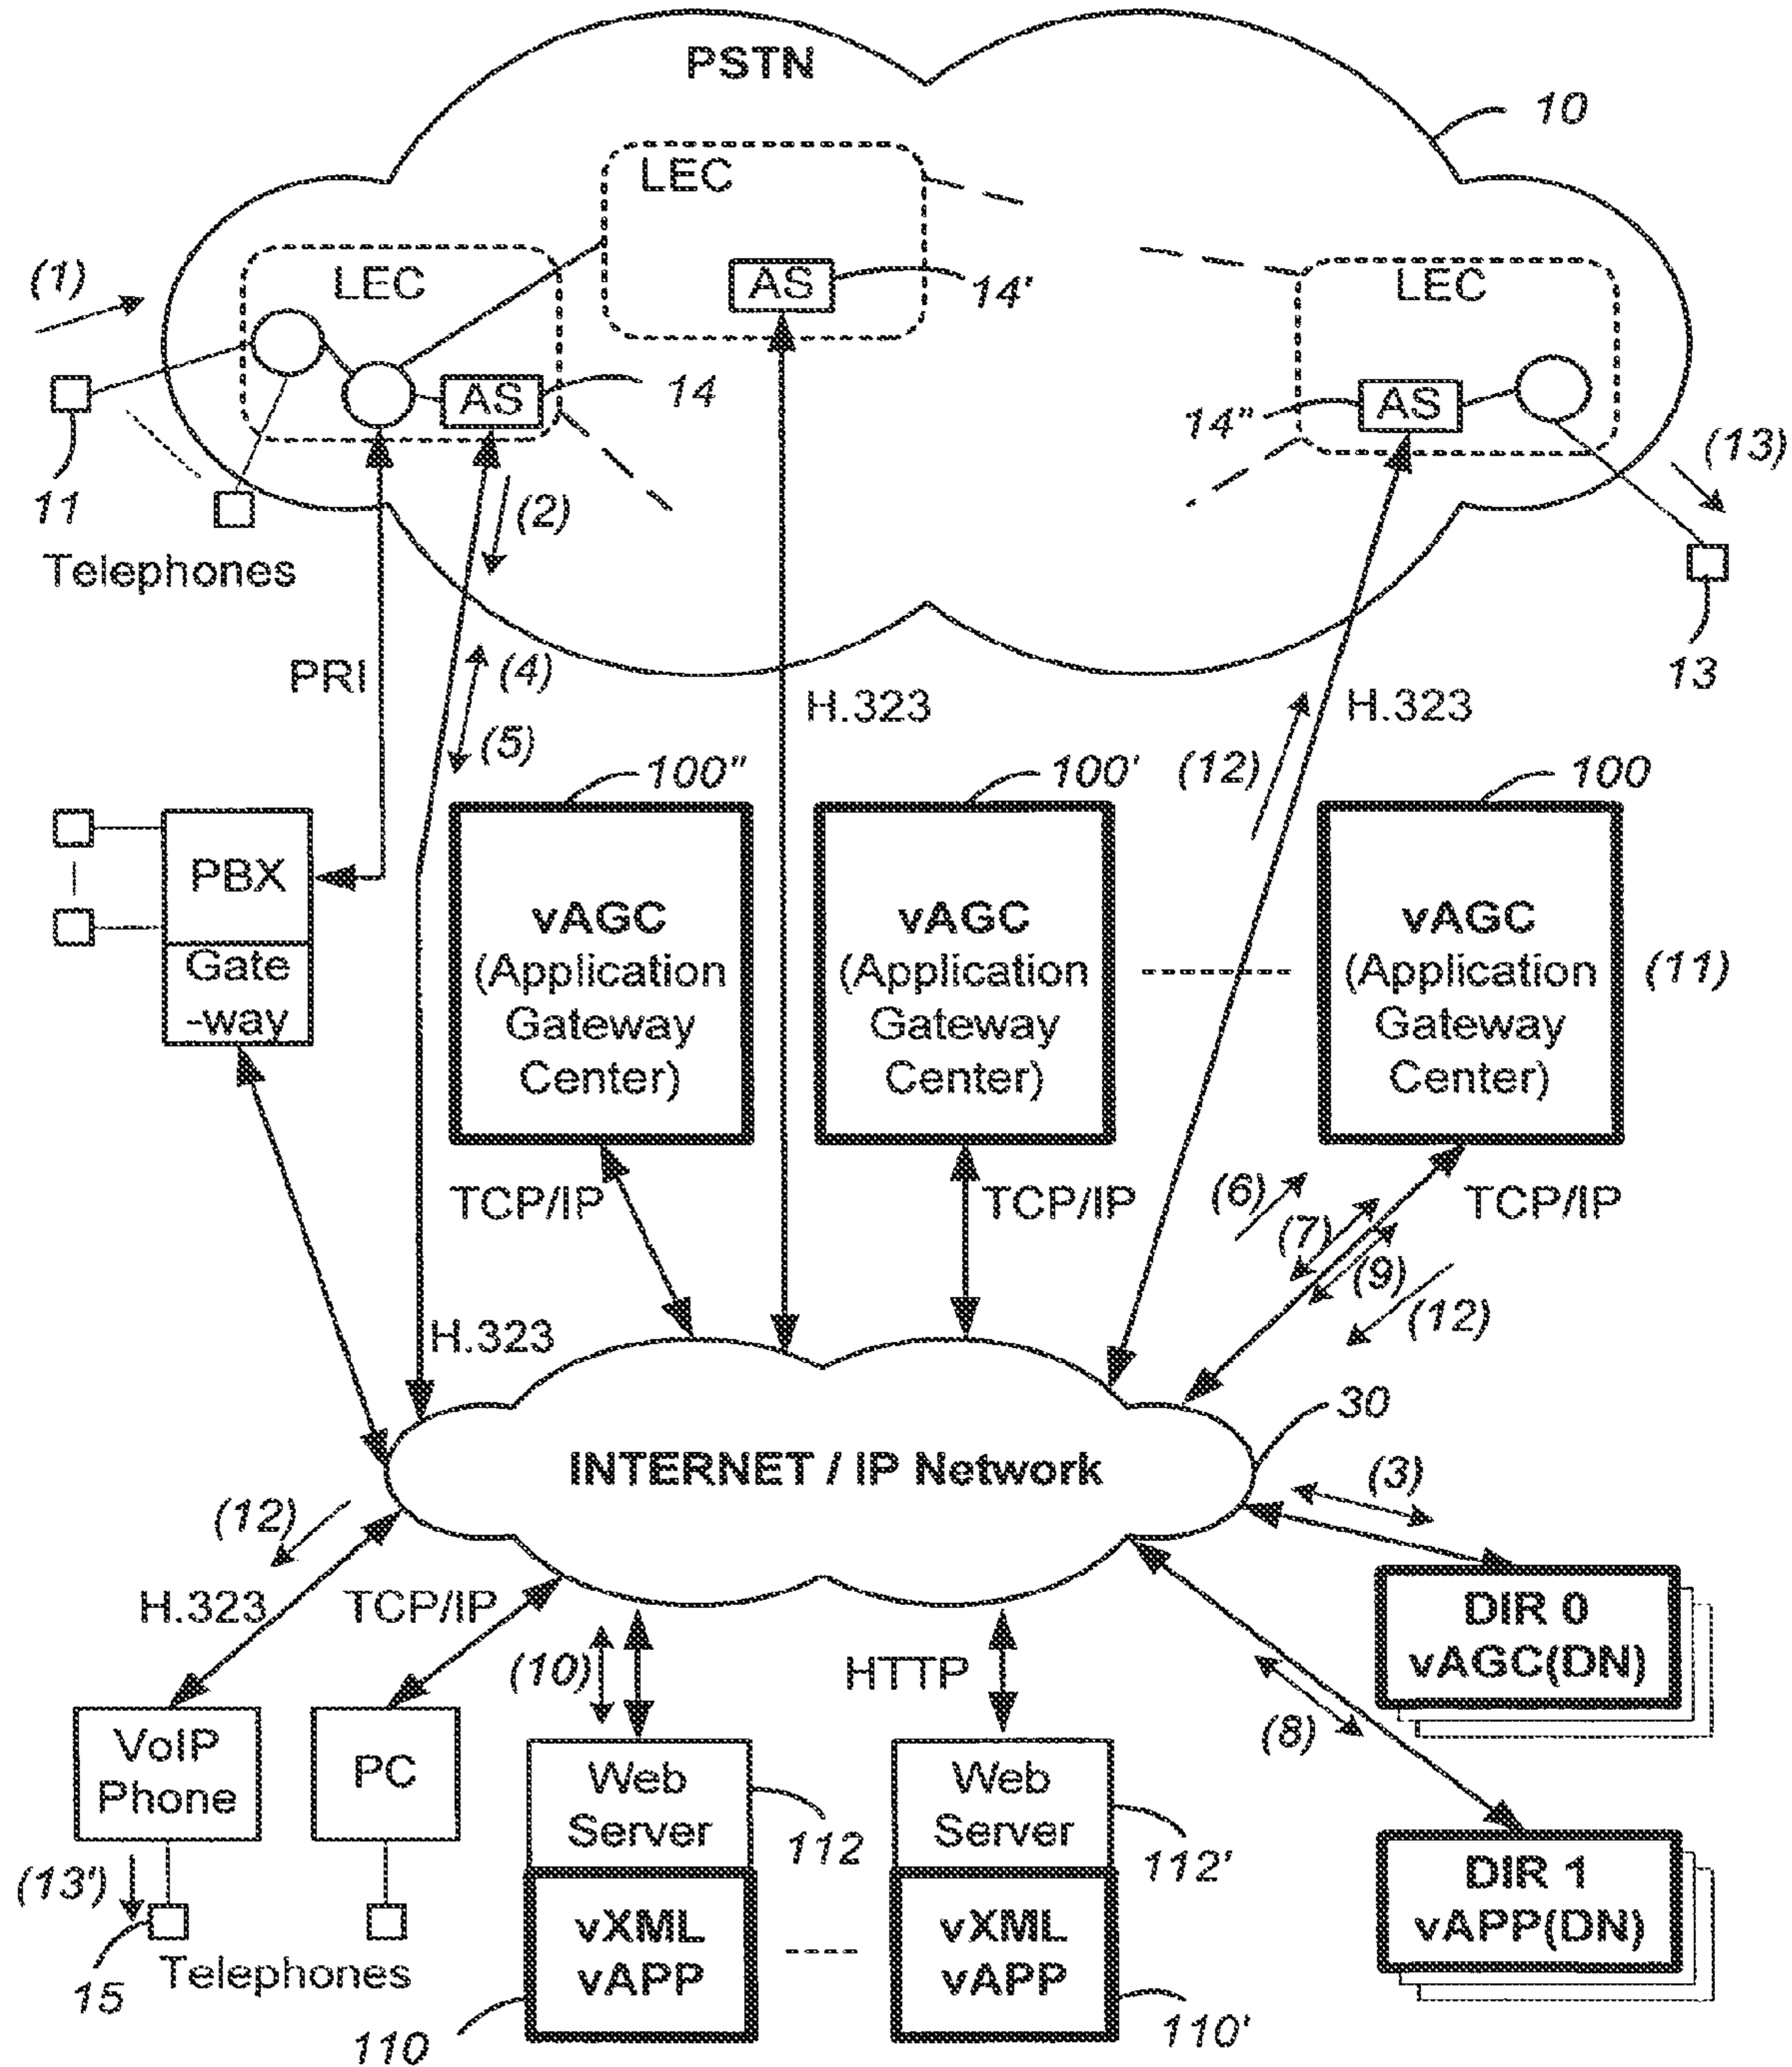 PSTN
10
LEC
LEC
LEC
(1)
AS
14'
AS
14
14"
AS
(13)
11
(2)
Telephones
13
PRI
(4)
(5)
H.323
(12)
H.323
100"
100'
100
PBX
Gate
-way
vAGC
(Application
Gateway
Center)
vAGC
(Application
Gateway
Center)
vAGC
(Application
Gateway
Center)
(11)
TCP/IP
TCP/IP
(6)
(7)
(9)
(12)
TCP/IP
H.323
30
INTERNET / IP Network
(3)
(12)
H.323
TCP/IP
(10)
HTTP
(8)
DIR 0
vAGC(DN)
VoIP
Phone
PC
Web
Server
112
Web
Server
112'
DIR 1
vAPP(DN)
(13')
15
Telephones
vXML
vAPP
110
vXML
vAPP
110'